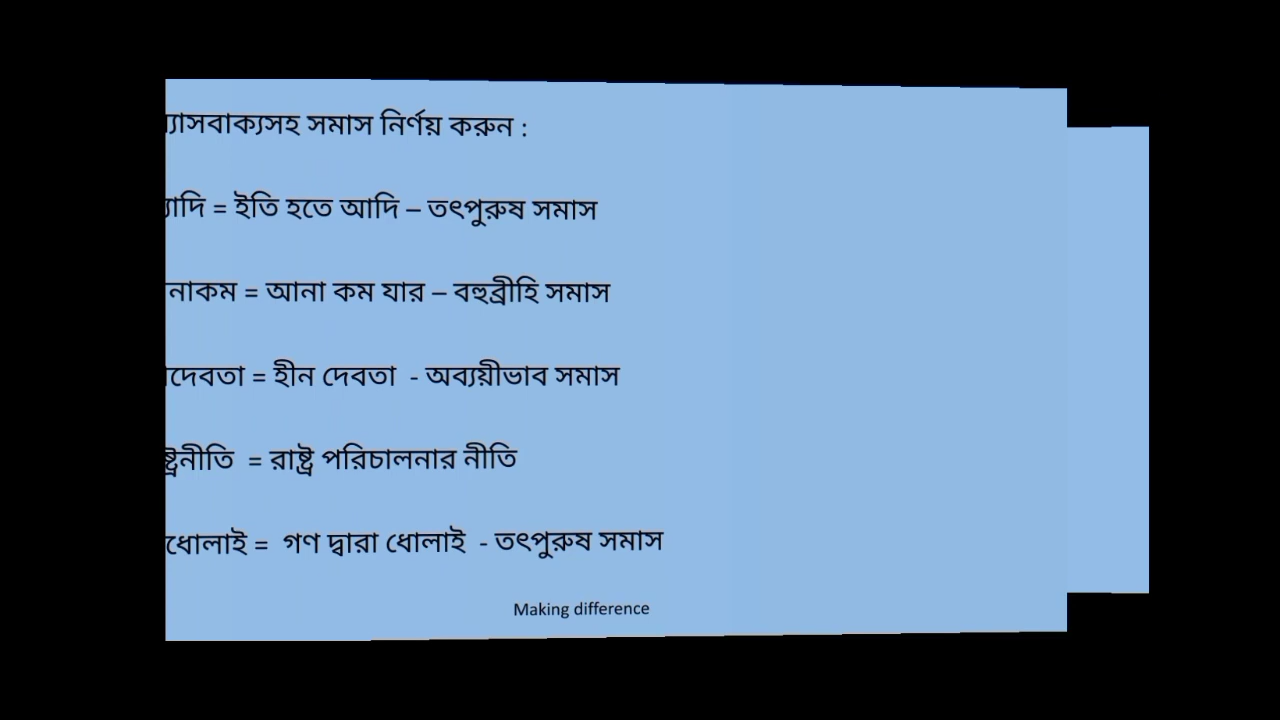 ্যাসবাক্যসহ সমাস নির্ণয় করুন :
্যাদি = ইতি হতে আদি – তৎপুরুষ সমাস
নাকম = আনা কম যার – বহুব্রীহি সমাস
দেবতা = হীন দেবতা - অব্যয়ীভাব সমাস
ষ্ট্রনীতি = রাষ্ট্র পরিচালনার নীতি
ধোলাই = গণ দ্বারা ধোলাই - তৎপুরুষ সমাস
Making difference